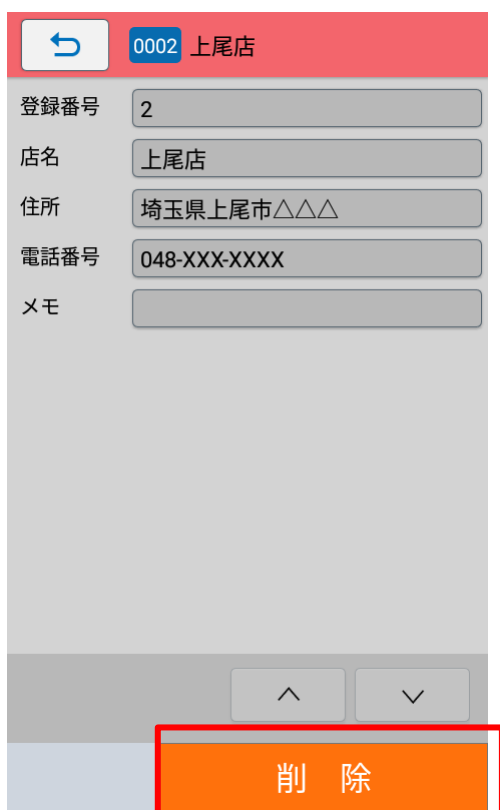 0002 上尾店
登録番号 2
店名 上尾店
住所 埼玉県上尾市△△△
電話番号 048-XXX-XXXX
メモ
削 除